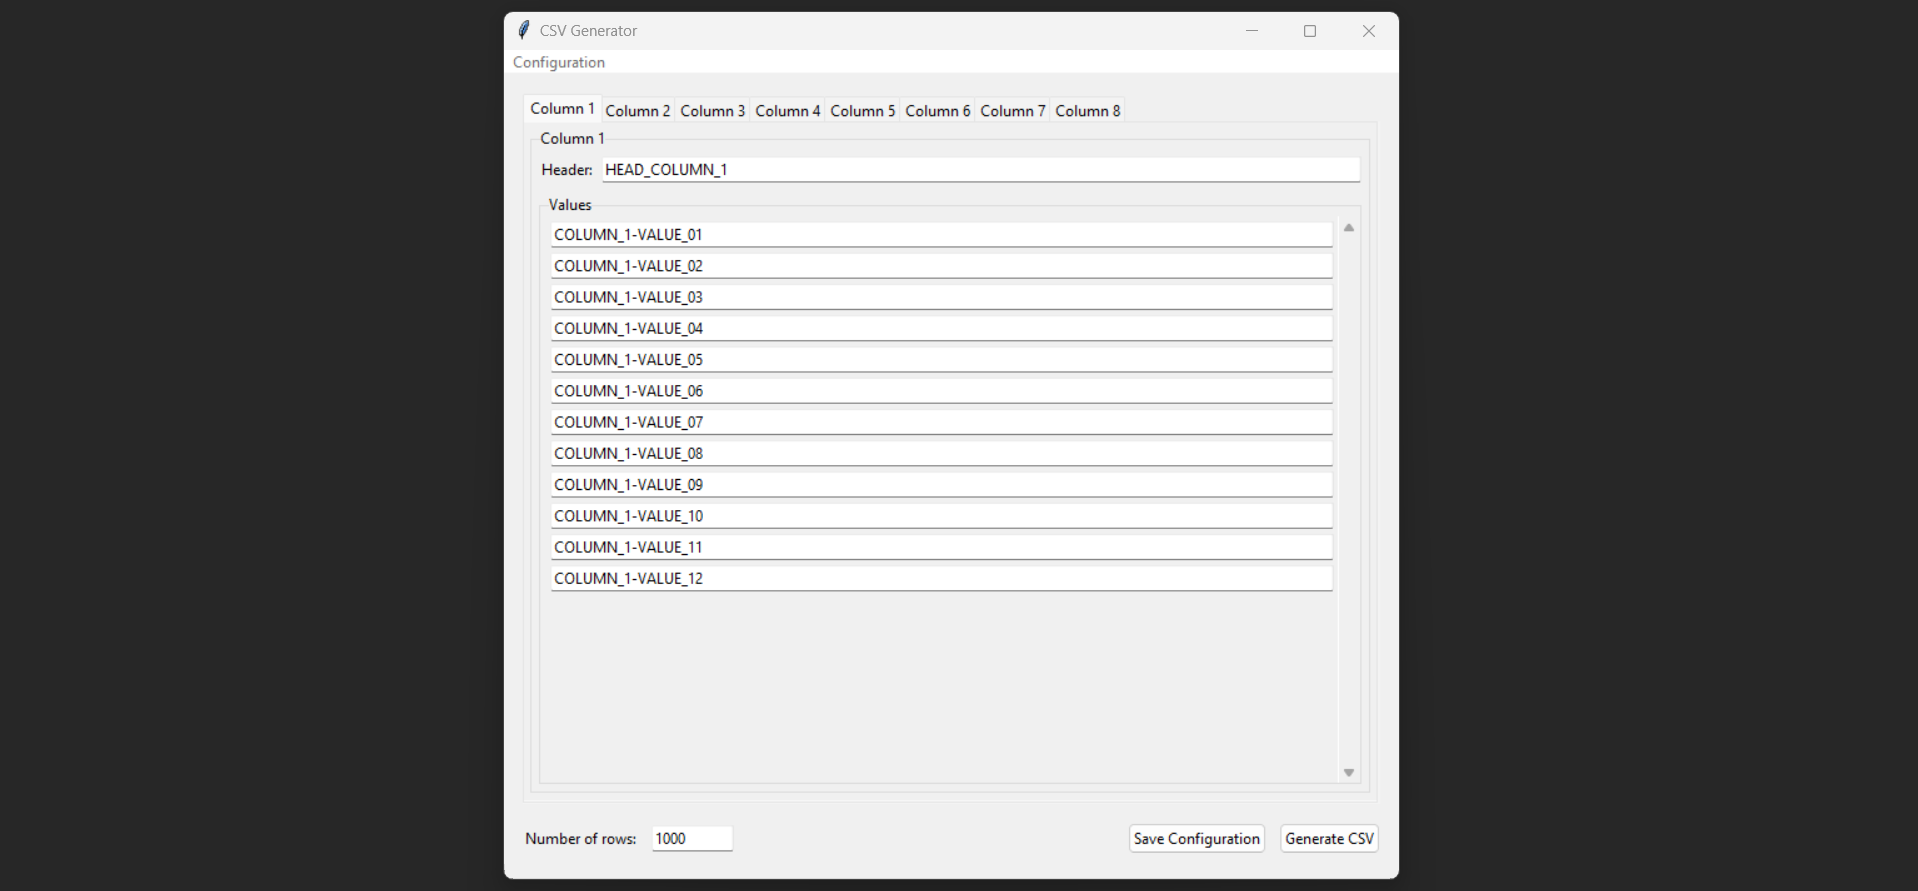 CSV Generator
Configuration
Column 1 Column 2 Column 3 Column 4 Column 5 Column 6 Column 7 Column 8
Column 1
Header: HEAD_COLUMN_1
Values
COLUMN_1-VALUE_01
COLUMN_1-VALUE_02
COLUMN_1-VALUE_03
COLUMN_1-VALUE_04
COLUMN_1-VALUE_05
COLUMN_1-VALUE_06
COLUMN_1-VALUE_07
COLUMN_1-VALUE_08
COLUMN_1-VALUE_09
COLUMN_1-VALUE_10
COLUMN_1-VALUE_11
COLUMN_1-VALUE_12
Number of rows: 1000 Save Configuration Generate CSV